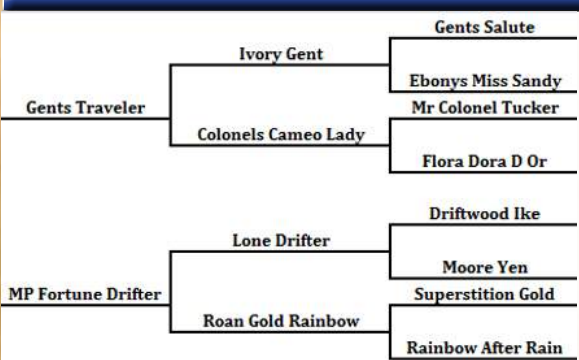 Gents Salute
Ivory Gent
Ebonys Miss Sandy
Gents Traveler
Mr Colonel Tucker
Colonels Cameo Lady
Flora Dora D Or
Driftwood Ike
Lone Drifter
Moore Yen
MP Fortune Drifter
Superstition Gold
Roan Gold Rainbow
Rainbow After Rain